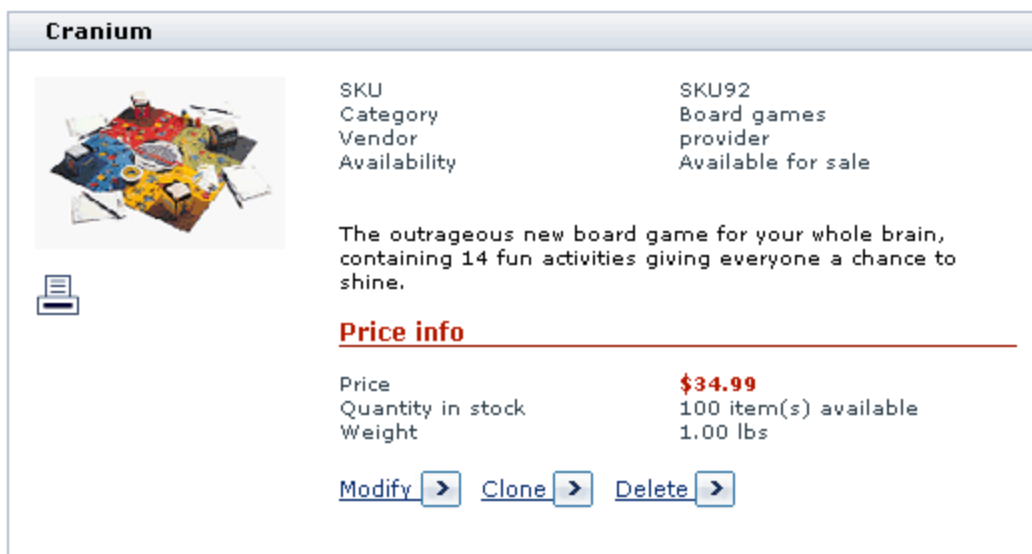 Cranium
SKU SKU92
Category Board games
Vendor provider
Availability Available for sale
The outrageous new board game for your whole brain,
containing 14 fun activities giving everyone a chance to
shine.
Price info
Price $34.99
Quantity in stock 100 item(s) available
Weight 1.00 lbs
Modify Clone Delete